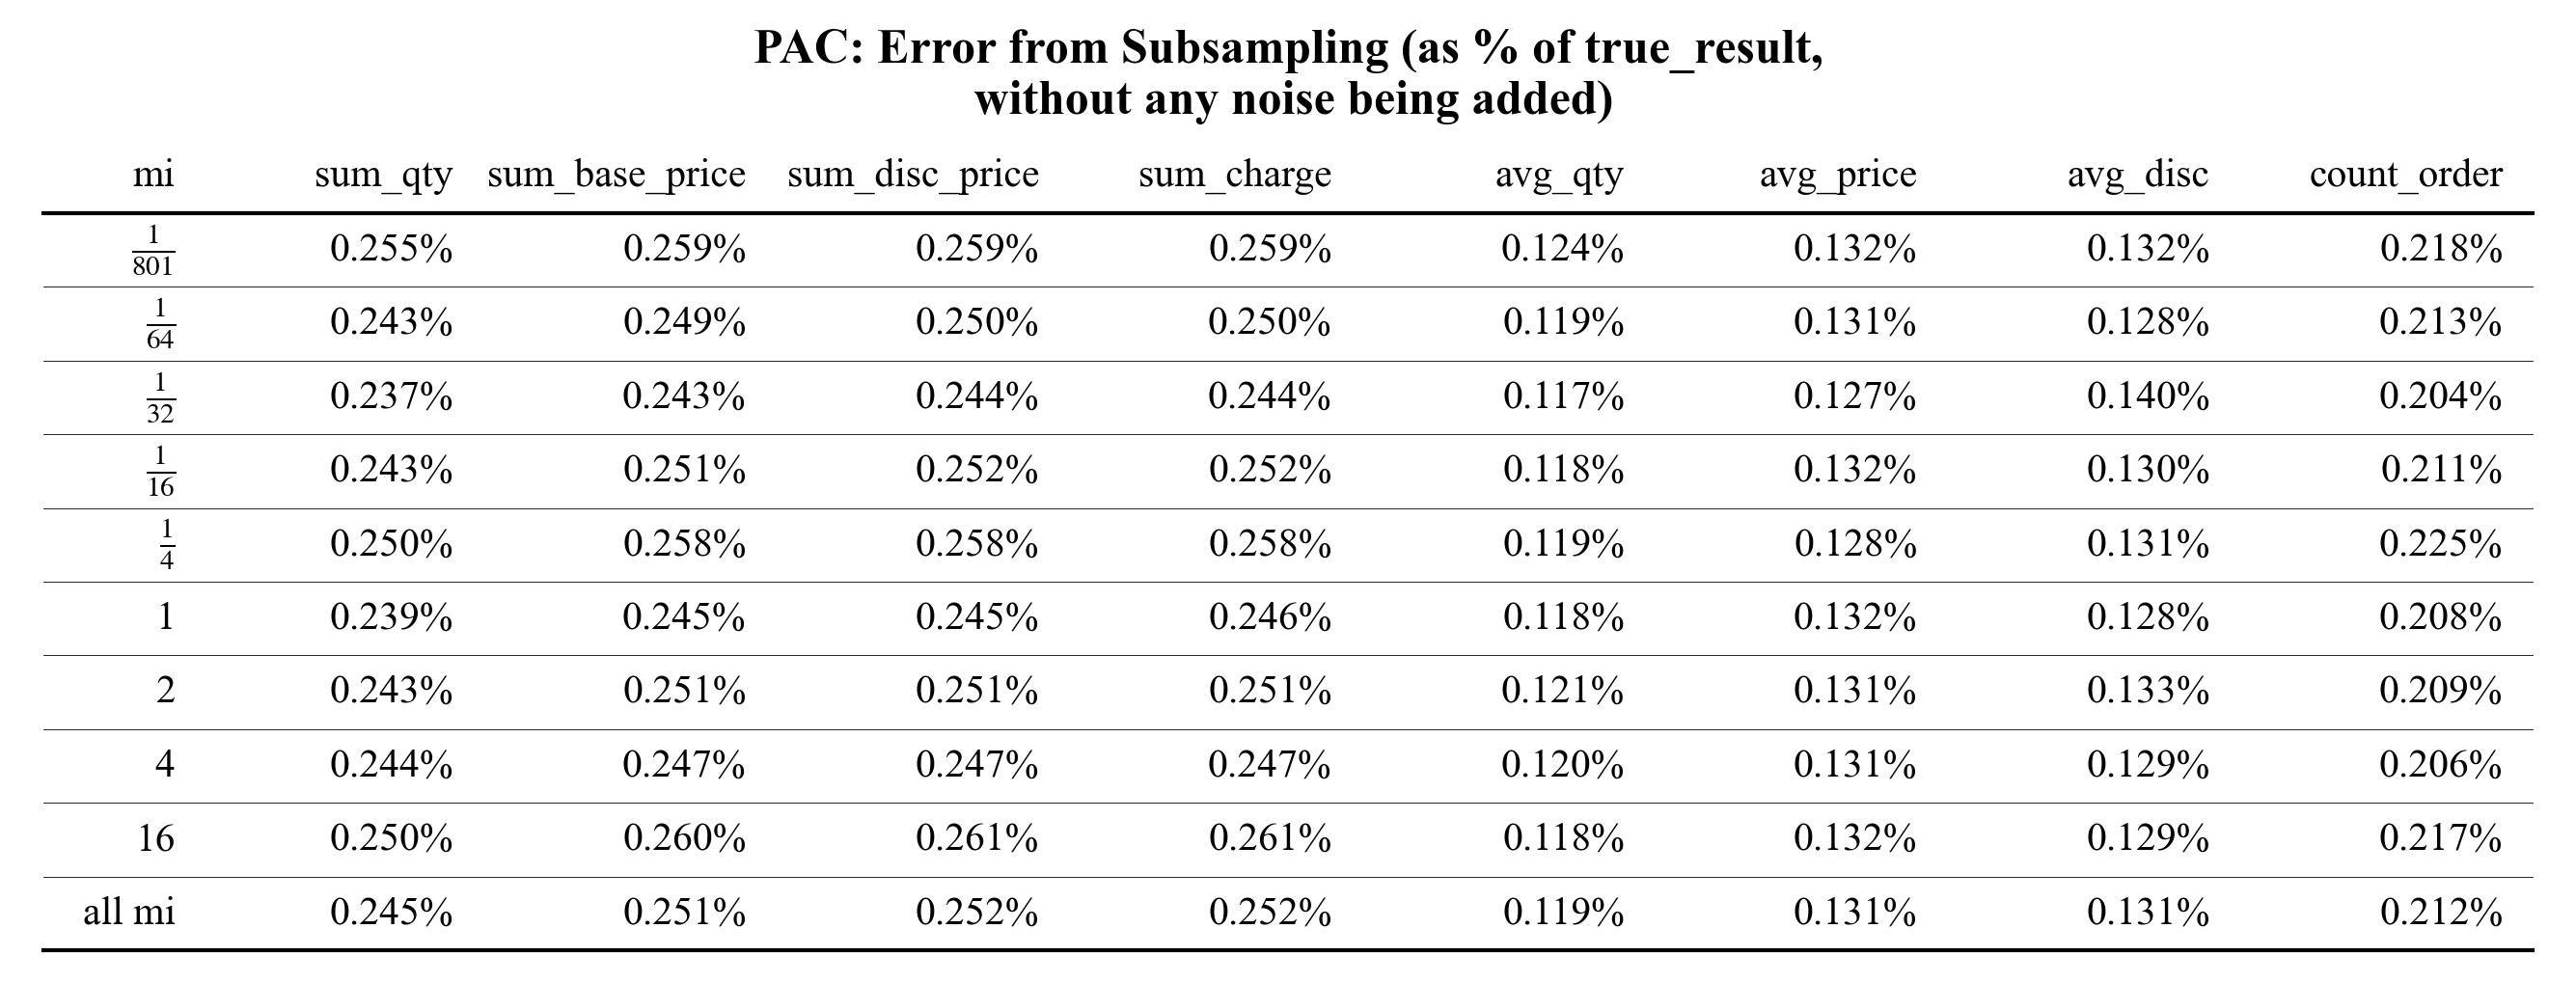 PAC: Error from Subsampling (as % of true_result,
without any noise being added)
mi sum_qty sum_base_price sum_disc_price sum_charge avg_qty avg_price avg_disc count_order
1/801 0.255% 0.259% 0.259% 0.259% 0.124% 0.132% 0.132% 0.218%
1/64 0.243% 0.249% 0.250% 0.250% 0.119% 0.131% 0.128% 0.213%
1/32 0.237% 0.243% 0.244% 0.244% 0.117% 0.127% 0.140% 0.204%
1/16 0.243% 0.251% 0.252% 0.252% 0.118% 0.132% 0.130% 0.211%
1/4 0.250% 0.258% 0.258% 0.258% 0.119% 0.128% 0.131% 0.225%
1 0.239% 0.245% 0.245% 0.246% 0.118% 0.132% 0.128% 0.208%
2 0.243% 0.251% 0.251% 0.251% 0.121% 0.131% 0.133% 0.209%
4 0.244% 0.247% 0.247% 0.247% 0.120% 0.131% 0.129% 0.206%
16 0.250% 0.260% 0.261% 0.261% 0.118% 0.132% 0.129% 0.217%
all mi 0.245% 0.251% 0.252% 0.252% 0.119% 0.131% 0.131% 0.212%